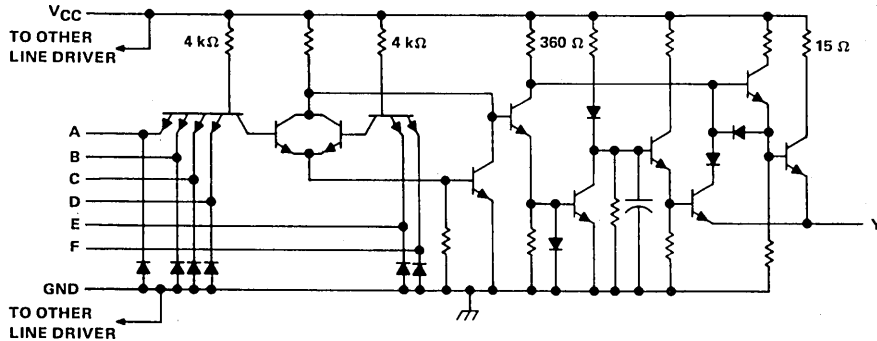 VCC
TO OTHER
LINE DRIVER
4 kΩ
4 kΩ
360 Ω
15 Ω
A
B
C
D
E
F
Y
GND
TO OTHER
LINE DRIVER